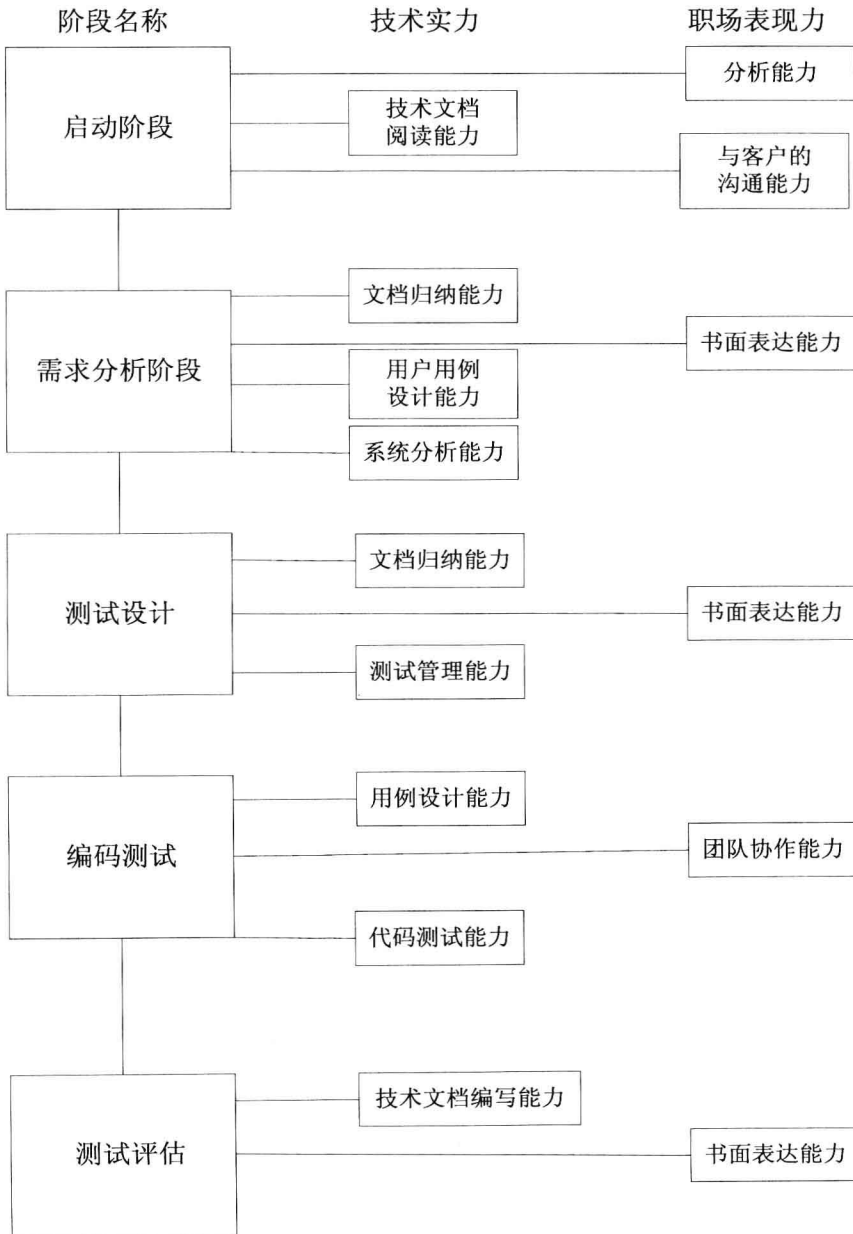 阶段名称 技术实力 职场表现力
分析能力
启动阶段
技术文档
阅读能力
与客户的
沟通能力
文档归纳能力
书面表达能力
需求分析阶段
用户用例
设计能力
系统分析能力
文档归纳能力
测试设计
书面表达能力
测试管理能力
用例设计能力
编码测试
团队协作能力
代码测试能力
技术文档编写能力
测试评估
书面表达能力